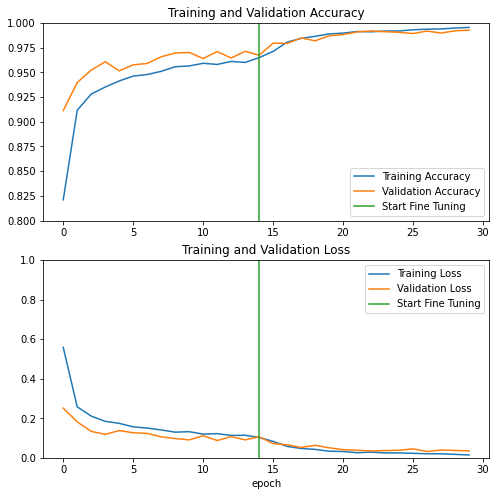 Training and Validation Accuracy
1.000
0.975
0.950
0.925
0.900
0.875
0.850
0.825
0.800
Training Accuracy
Validation Accuracy
Start Fine Tuning
0 5 10 15 20 25 30
Training and Validation Loss
1.0
0.8
0.6
0.4
0.2
0.0
Training Loss
Validation Loss
Start Fine Tuning
0 5 10 15 20 25 30
epoch